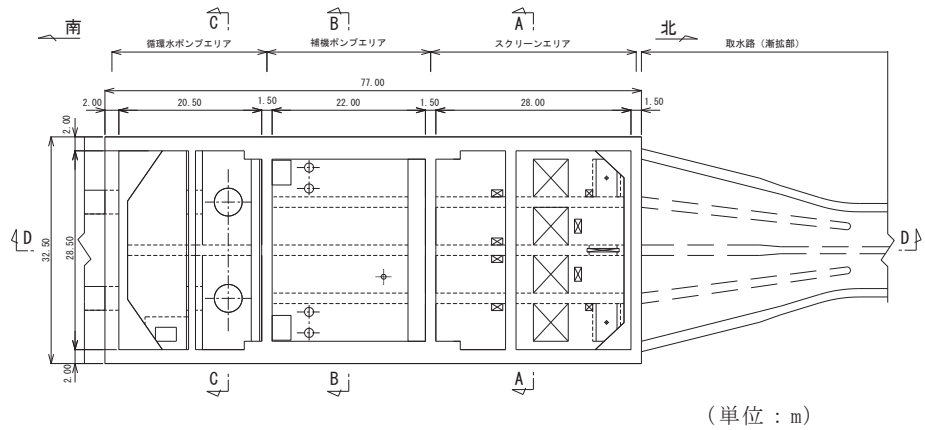 C
B
A
南
北
循環水ポンプエリア
補機ポンプエリア
スクリーンエリア
取水路（漸拡部）
77.00
2.00
20.50
1.50
22.00
1.50
28.00
1.50
2.00
32.50
28.50
2.00
D
D
C
B
A
（単位：m）